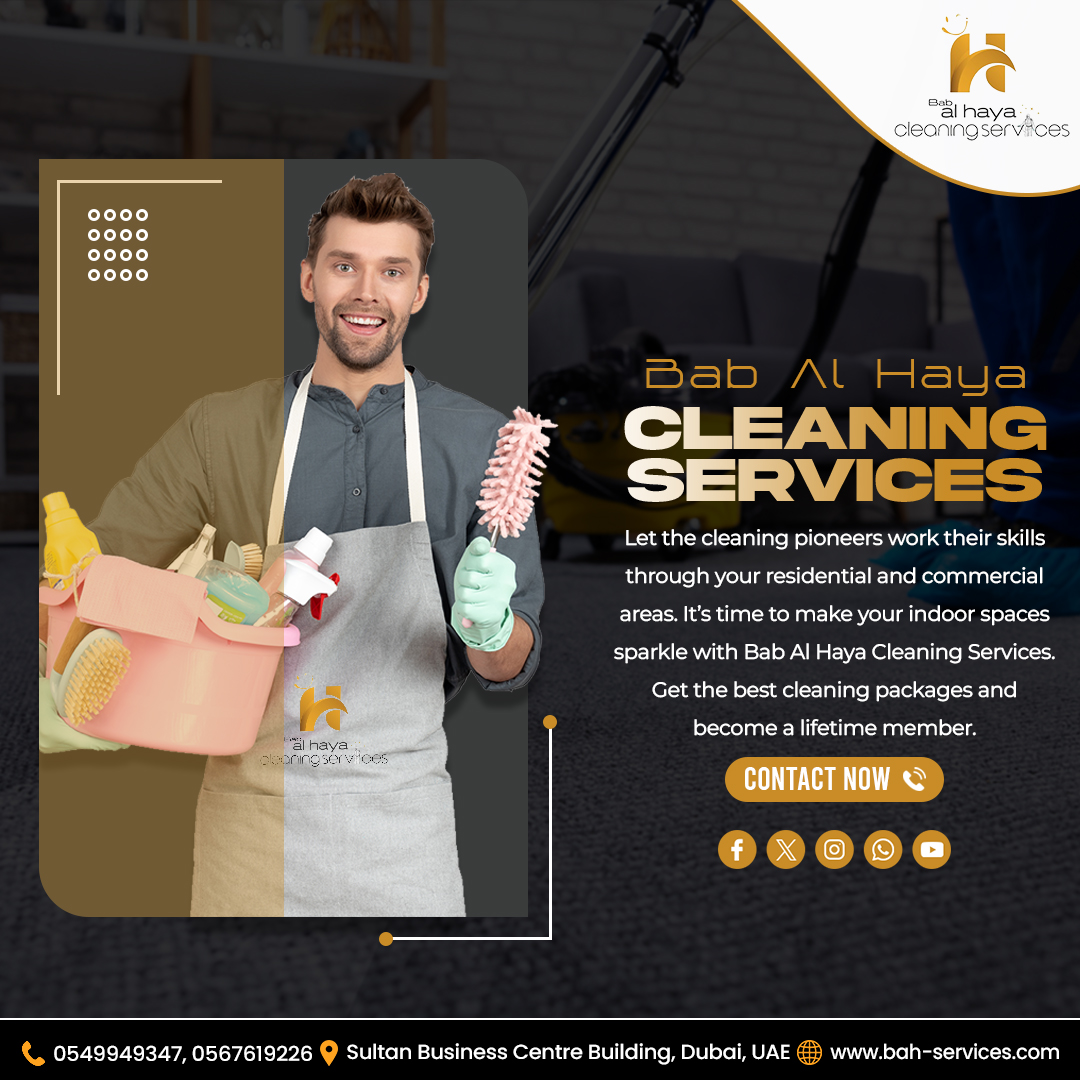 Bab
al haya
cleaning services
Bab Al Haya
CLEANING
SERVICES
Let the cleaning pioneers work their skills
through your residential and commercial
areas. It’s time to make your indoor spaces
sparkle with Bab Al Haya Cleaning Services.
Get the best cleaning packages and
become a lifetime member.
CONTACT NOW
al haya
cleaning services
0549949347, 0567619226 Sultan Business Centre Building, Dubai, UAE www.bah-services.com